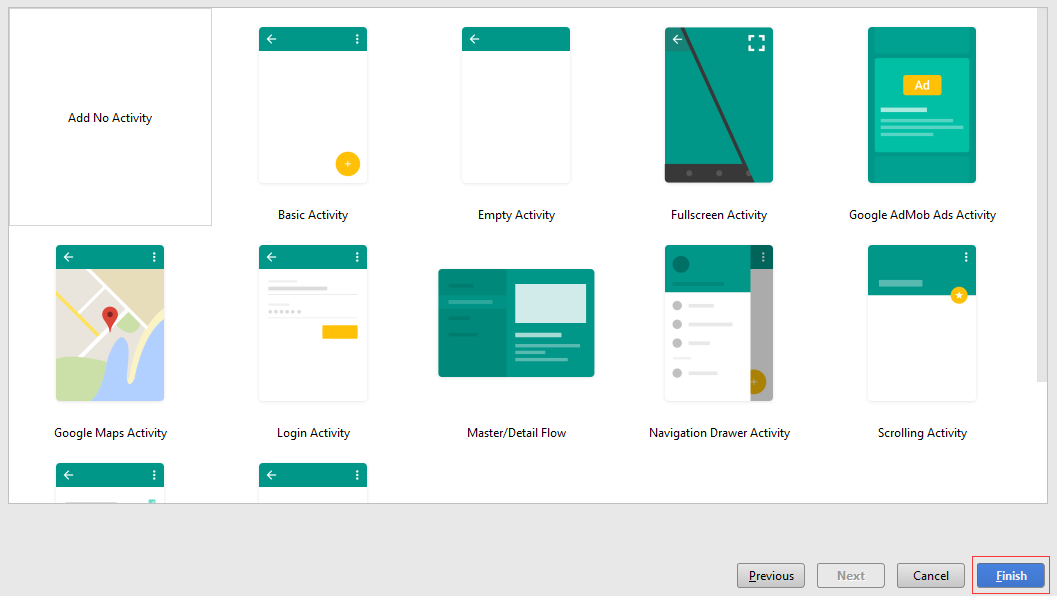 Add No Activity
Basic Activity
Empty Activity
Fullscreen Activity
Ad
Google AdMob Ads Activity
Google Maps Activity
Login Activity
Master/Detail Flow
Navigation Drawer Activity
Scrolling Activity
Previous
Next
Cancel
Finish